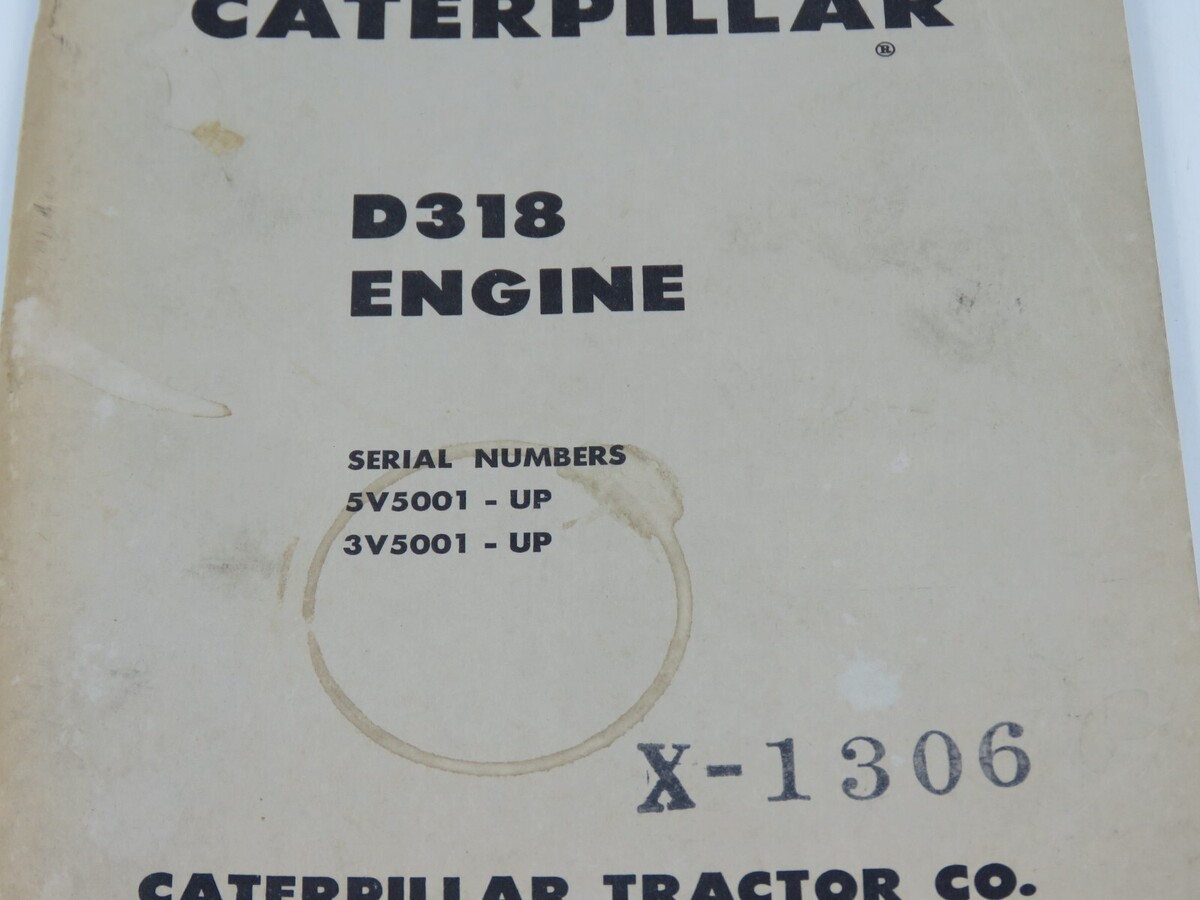 CATERPILLAR
®
D318
ENGINE
SERIAL NUMBERS
5V5001 - UP
3V5001 - UP
X-1306
CATERPILLAR TRACTOR CO.